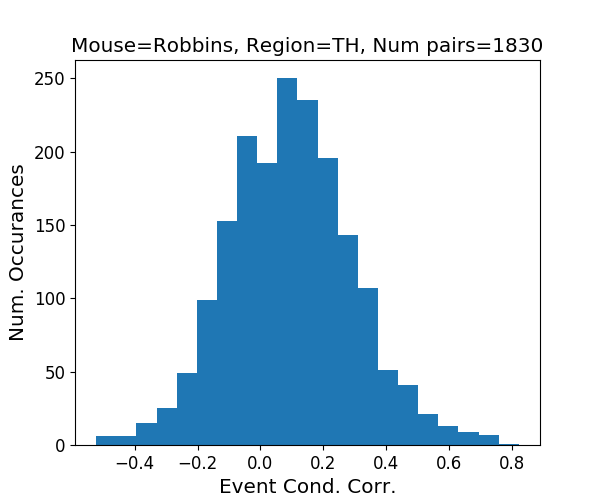 Mouse=Robbins, Region=TH, Num pairs=1830
250
200
150
100
50
0
Num. Occurances
−0.4 −0.2 0.0 0.2 0.4 0.6 0.8
Event Cond. Corr.